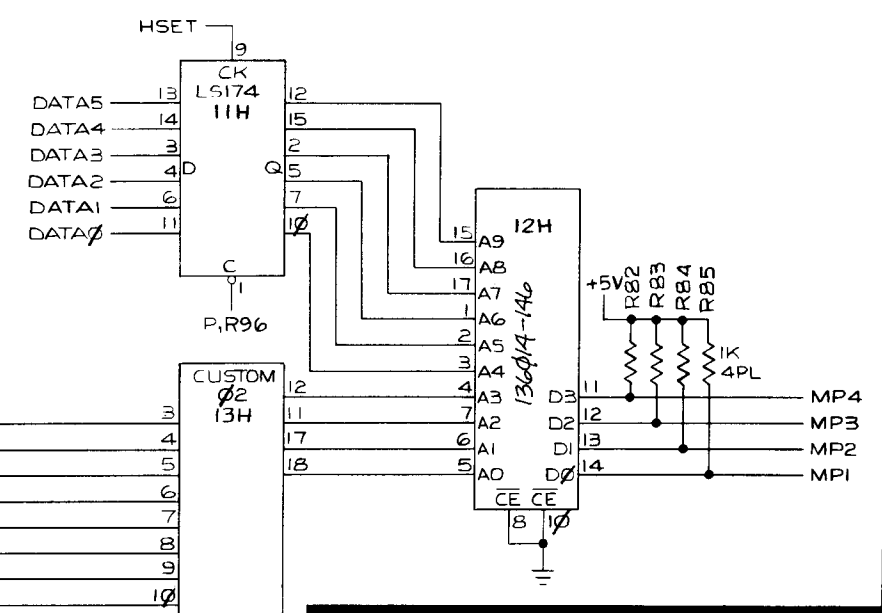 HSET
9
CK
LS174
11H
DATA5 13 12
DATA4 14 15
DATA3 3 2
DATA2 4 D Q 5
DATA1 6 7
DATAØ 11 1Ø
C
1
P,R96
CUSTOM
Ø2
13H
12
11
17
18
3
4
5
6
7
8
9
1Ø
12H
136Ø14-146
15 A9
16 A8
17 A7
1 A6
2 A5
3 A4
4 A3 D3 11 MP4
7 A2 D2 12 MP3
6 A1 D1 13 MP2
5 A0 DØ 14 MP1
CE CE
8 1Ø
+5V
R82
R83
R84
R85
1K
4PL